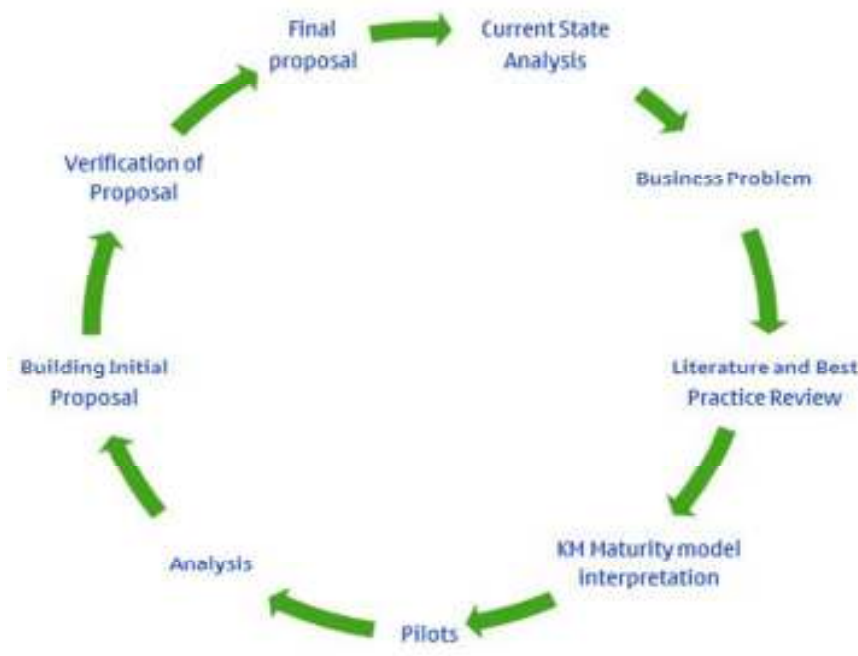 Final
proposal
Current State
Analysis
Business Problem
Literature and Best
Practice Review
KM Maturity model
interpretation
Pilots
Analysis
Building Initial
Proposal
Verification of
Proposal